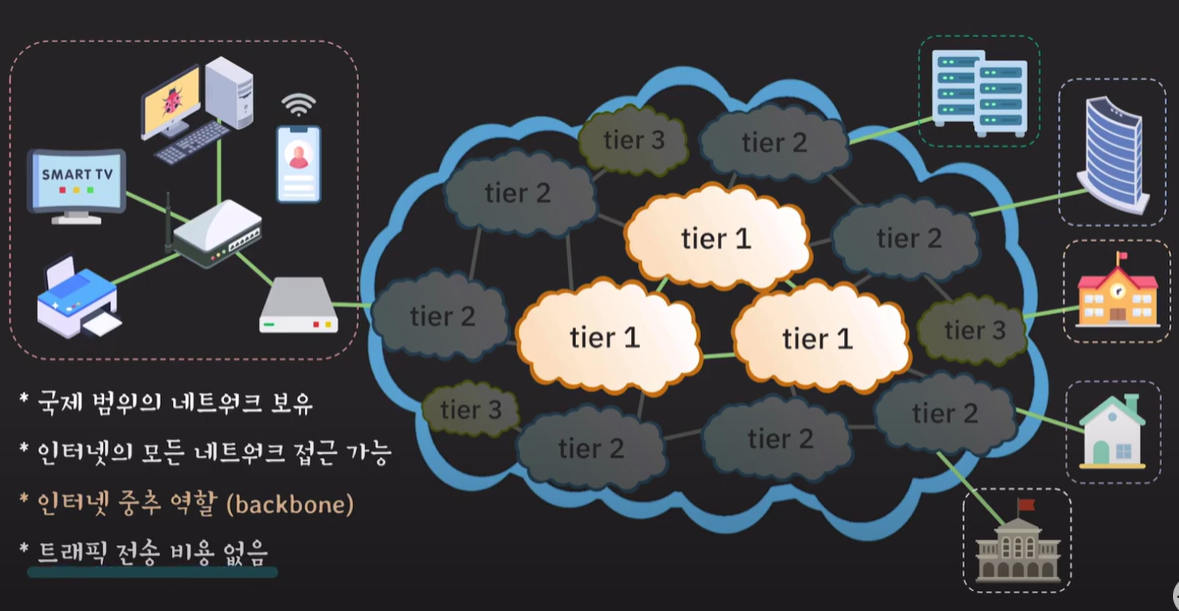 SMART TV
tier 3
tier 2
tier 2
tier 1
tier 2
tier 2
tier 1
tier 1
tier 3
tier 3
tier 2
tier 2
tier 2
* 국제 범위의 네트워크 보유
* 인터넷의 모든 네트워크 접근 가능
* 인터넷 중추 역할 (backbone)
* 트래픽 전송 비용 없음